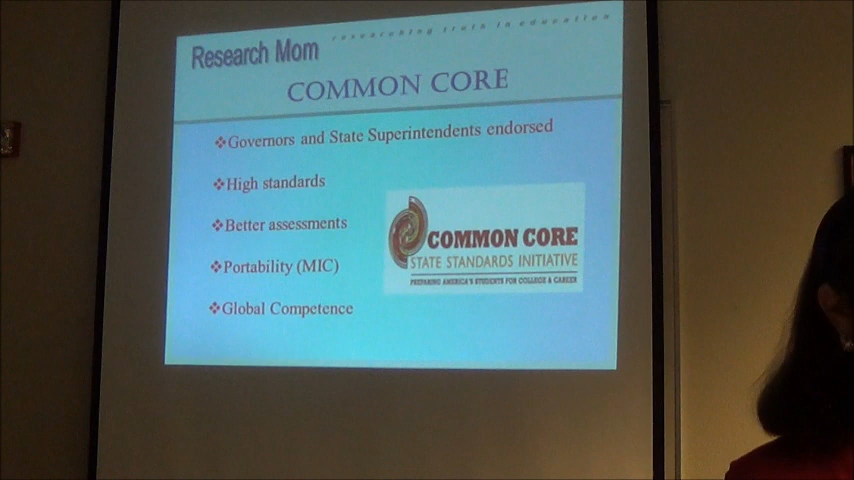 Research Mom
researching truth in education
COMMON CORE
❖Governors and State Superintendents endorsed
❖High standards
❖Better assessments
❖Portability (MIC)
❖Global Competence
COMMON CORE
STATE STANDARDS INITIATIVE
PREPARING AMERICA'S STUDENTS FOR COLLEGE & CAREER